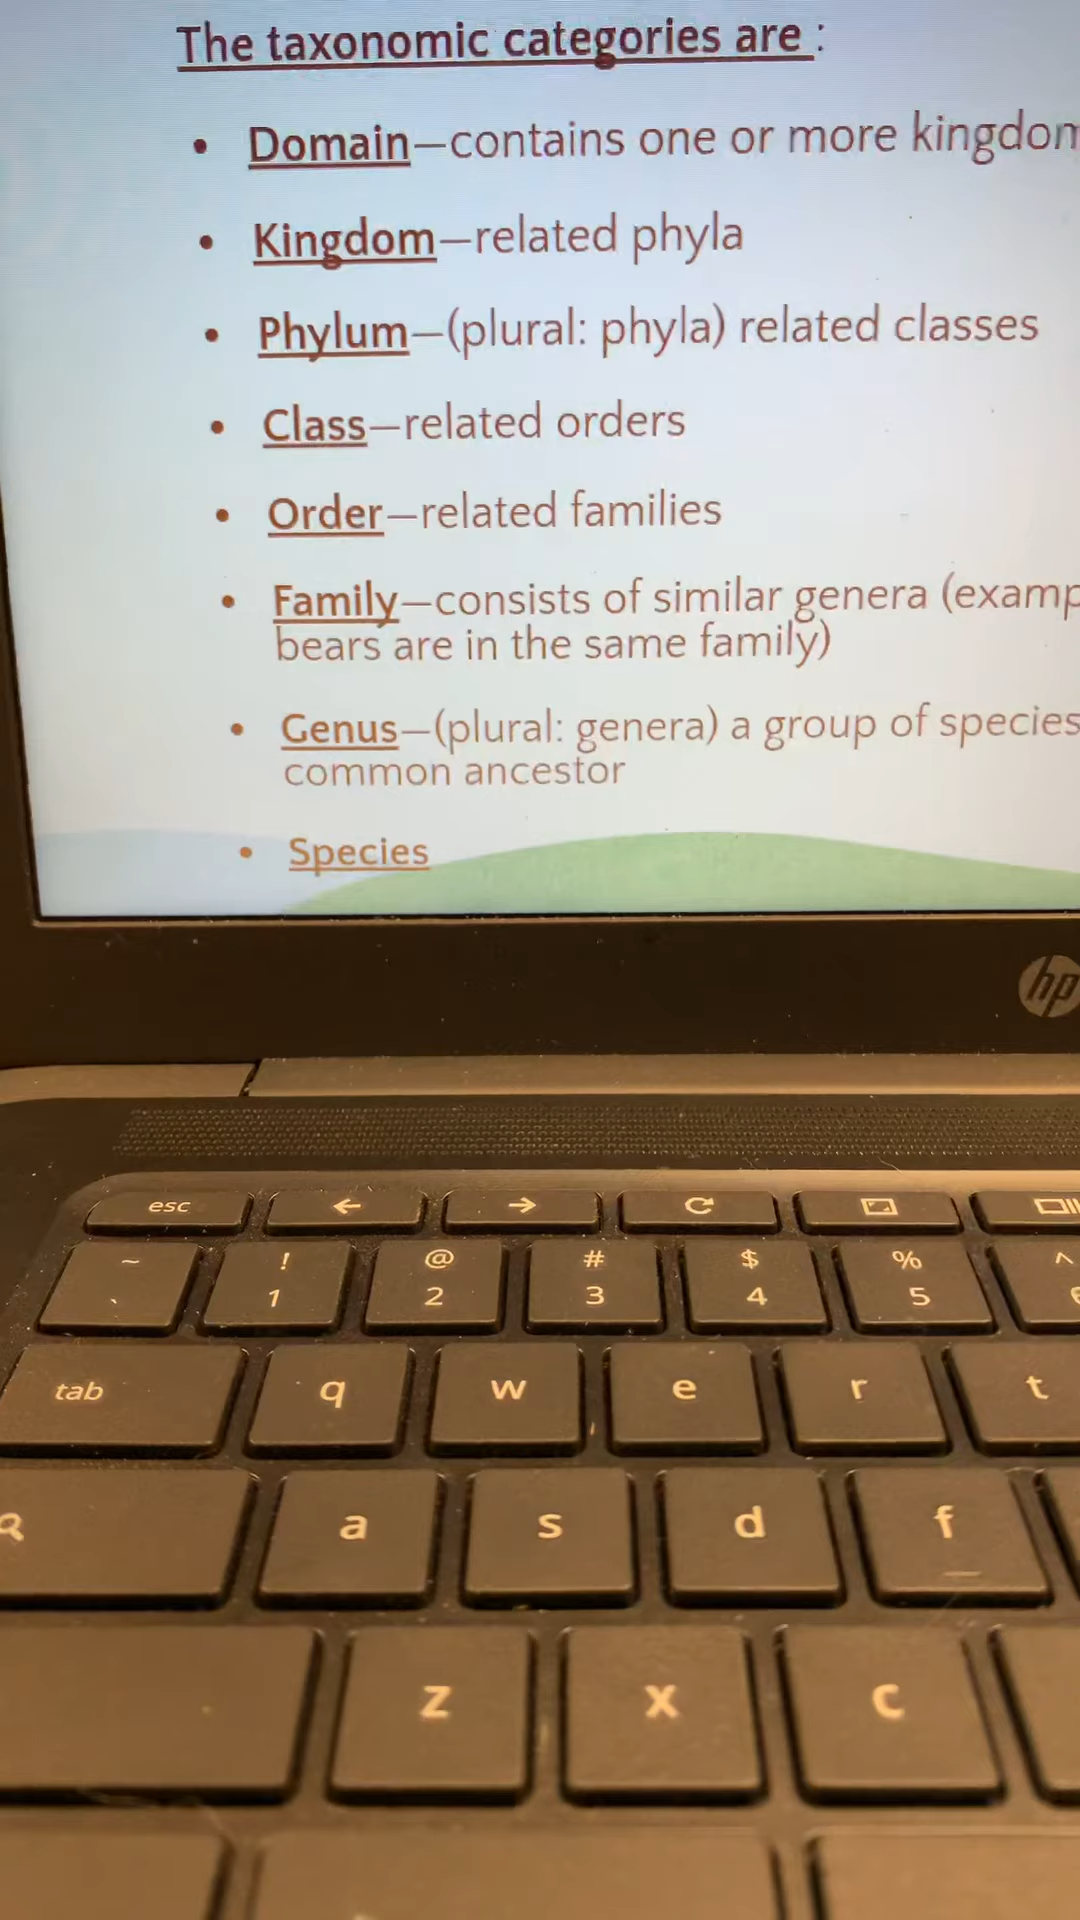 The taxonomic categories are :
• Domain—contains one or more
• Kingdom—related phyla
• Phylum—(plural: phyla) related classes
• Class—related orders
• Order—related families
• Family—consists of similar genera
bears are in the same family)
• Genus—(plural: genera) a group of species
common ancestor
• Species
hp
esc ← →
~ ! @ # $ % ^
` 1 2 3 4 5
tab q w e r t
a s d f
z x c